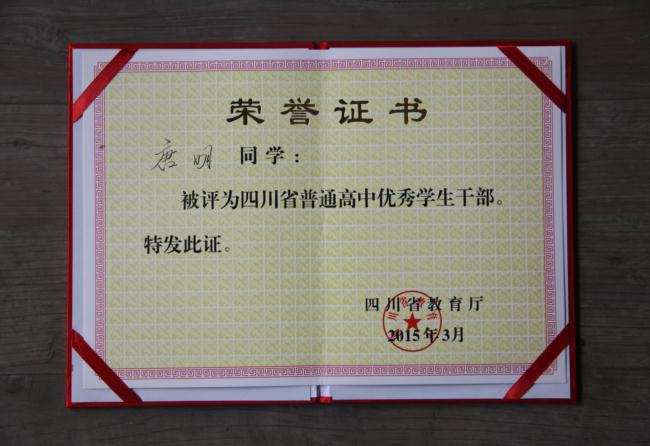 荣誉证书
唐明 同学:
被评为四川省普通高中优秀学生干部。
特发此证。
四川省教育厅
2015年3月